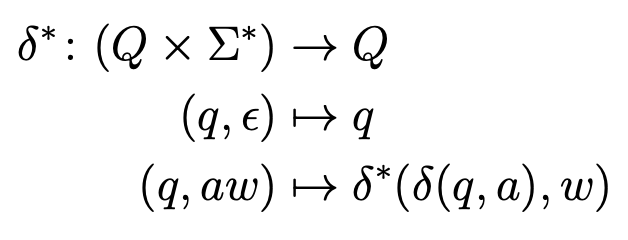 δ*: (Q × Σ*) → Q
(q, ϵ) ↦ q
(q, aw) ↦ δ*(δ(q, a), w)